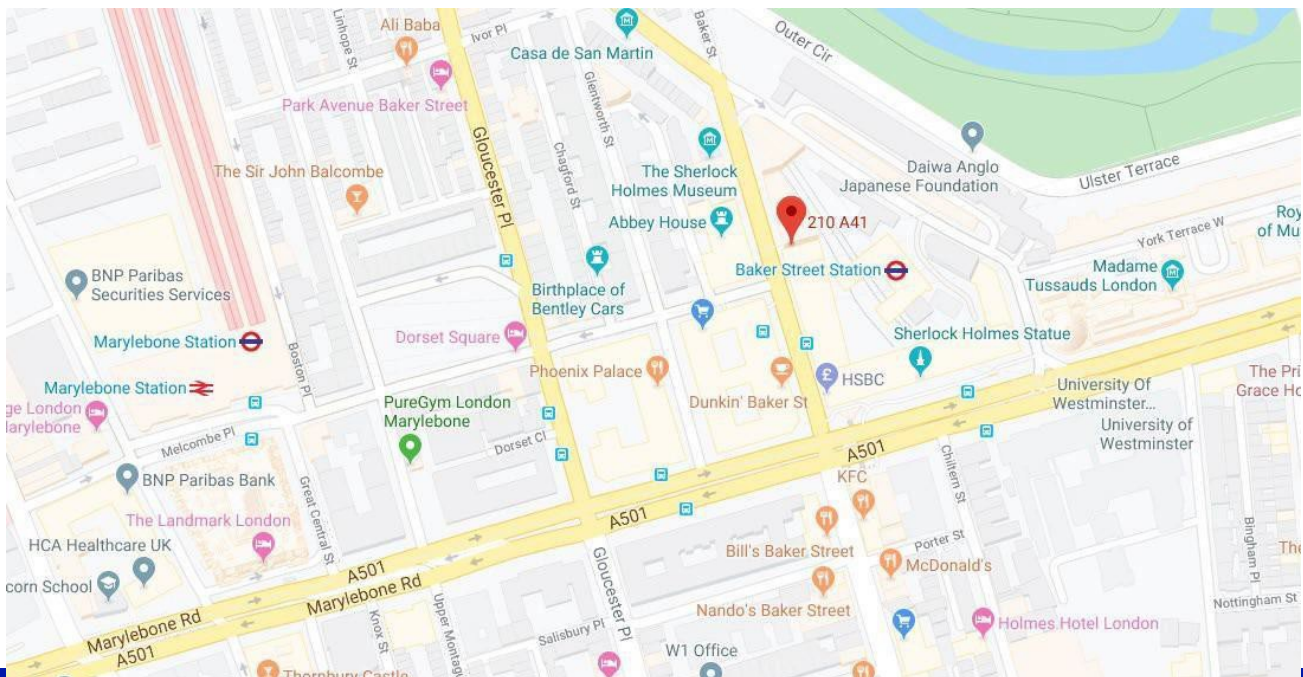 Linhope St
Ali Baba
Ivor Pl
Casa de San Martin
Baker St
Outer Cir
Park Avenue Baker Street
Glentworth St
Gloucester Pl
Chagford St
The Sherlock
Holmes Museum
Daiwa Anglo
Japanese Foundation
Ulster Terrace
The Sir John Balcombe
Abbey House
210 A41
York Terrace W
Roy
of Mu
BNP Paribas
Securities Services
Birthplace of
Bentley Cars
Baker Street Station
Madame
Tussauds London
Marylebone Station
Dorset Square
Sherlock Holmes Statue
Boston Pl
Marylebone Station
Phoenix Palace
HSBC
ge London
arylebone
PureGym London
Marylebone
Dunkin' Baker St
University Of
Westminster...
The Pri
Grace Ho
University of
Westminster
Melcombe Pl
Dorset Cl
A501
Chiltern St
BNP Paribas Bank
Great Central St
KFC
The Landmark London
A501
HCA Healthcare UK
Bill's Baker Street
Porter St
McDonald's
Bingham Pl
The
corn School
A501
Marylebone Rd
Gloucester Pl
Nando's Baker Street
Nottingham St
Marylebone Rd
A501
Knox St
Upper Montag
Salisbury Pl
Holmes Hotel London
W1 Office
Thornbury Castle